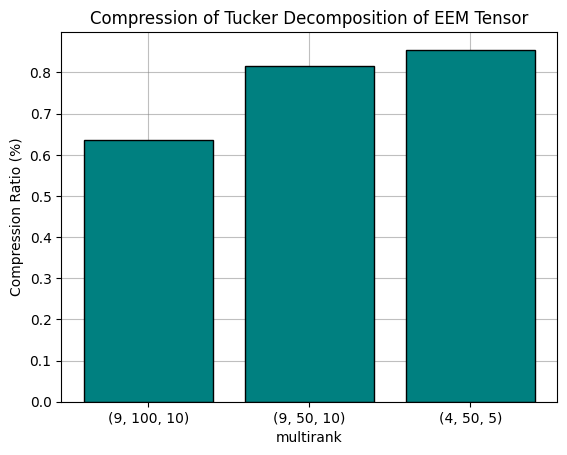 Compression of Tucker Decomposition of EEM Tensor
Compression Ratio (%)
0.8
0.7
0.6
0.5
0.4
0.3
0.2
0.1
0.0
(9, 100, 10)
(9, 50, 10)
(4, 50, 5)
multirank